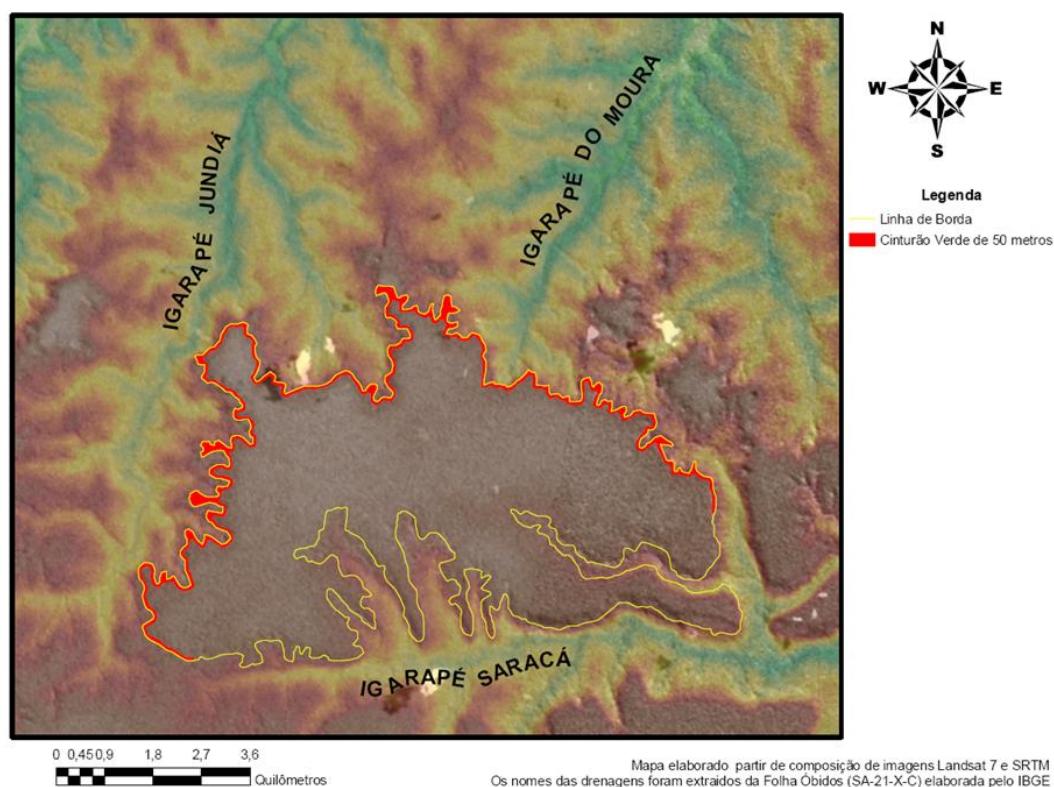 N
W E
S
IGARAPÉ JUNDIÁ
IGARAPÉ DO MOURA
IGARAPÉ SARACÁ
Legenda
Linha de Borda
Cinturão Verde de 50 metros
0 0,450,9 1,8 2,7 3,6
Quilômetros
Mapa elaborado partir de composição de imagens Landsat 7 e SRTM
Os nomes das drenagens foram extraidos da Folha Óbidos (SA-21-X-C) elaborada pelo IBGE